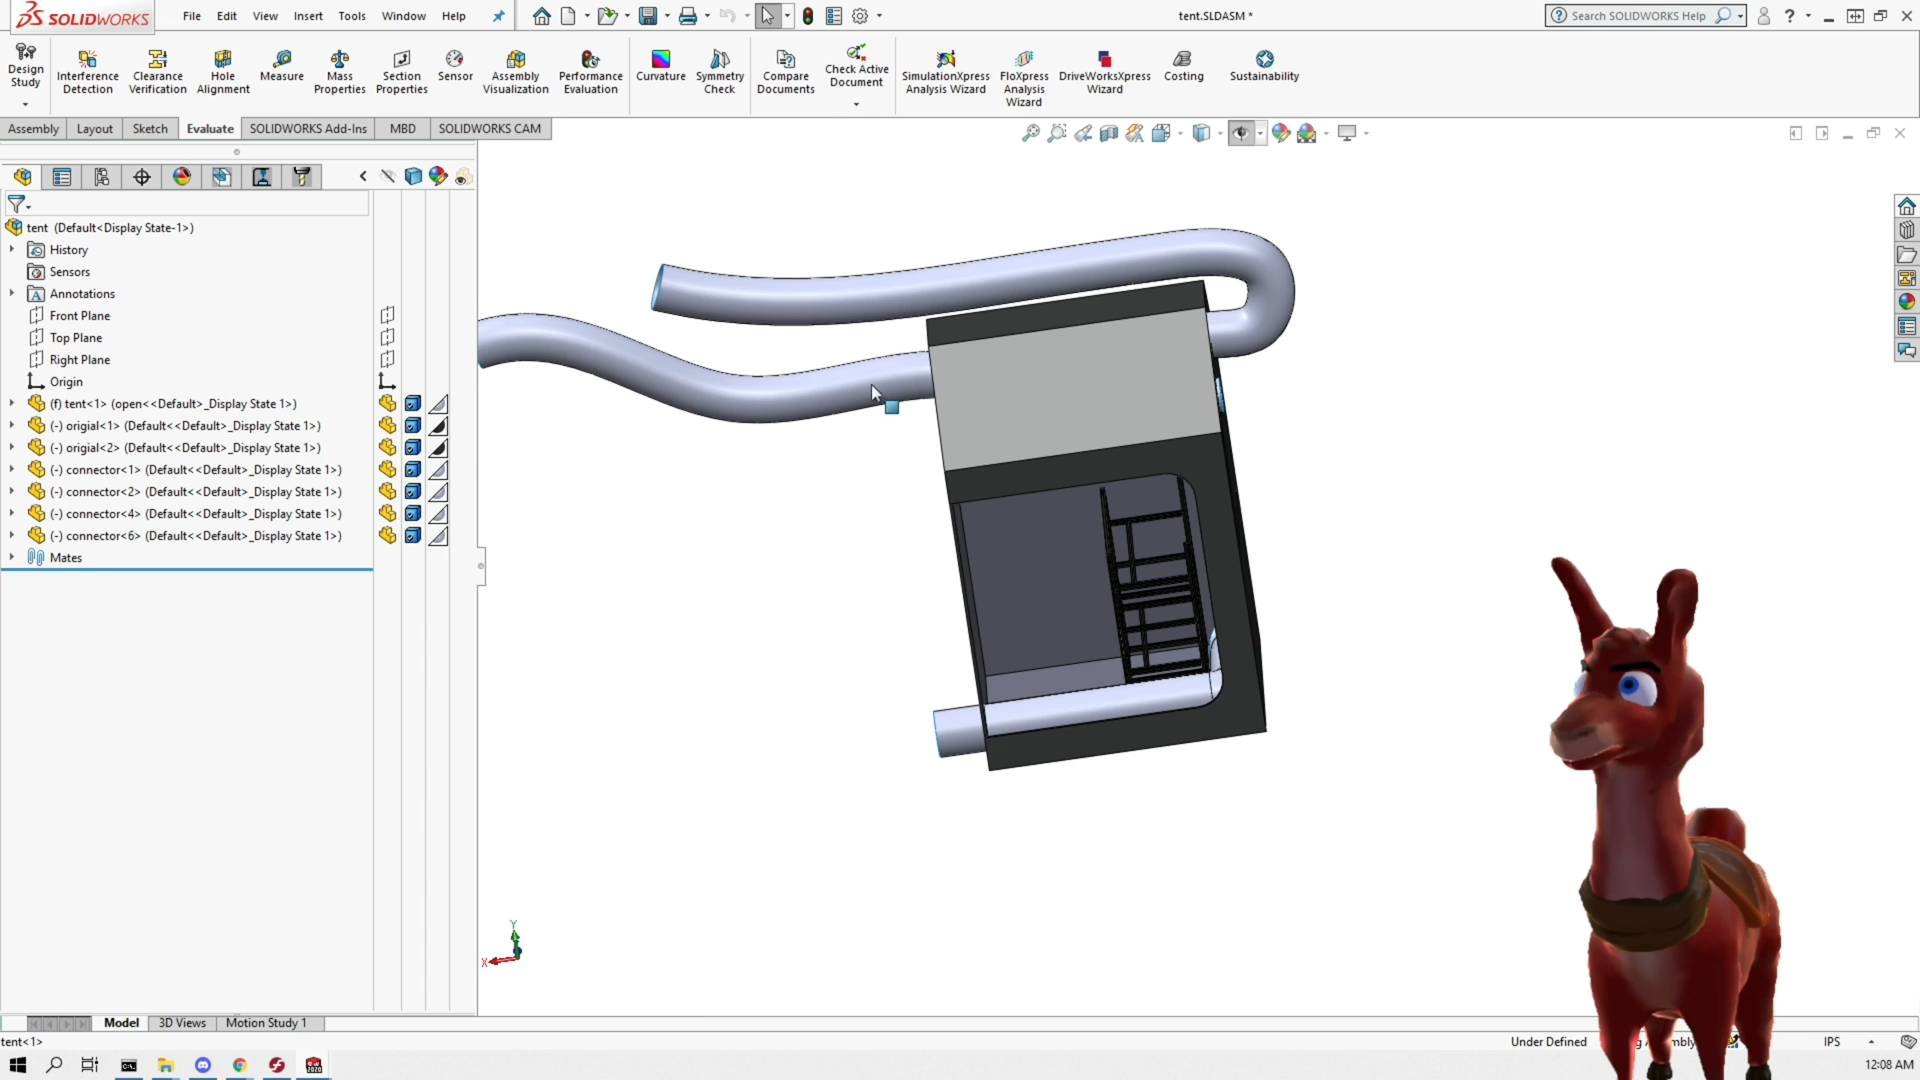 SOLIDWORKS
File Edit View Insert Tools Window Help
tent.SLDASM *
Search SOLIDWORKS Help
Design Study
Interference Detection
Clearance Verification
Hole Alignment
Measure
Mass Properties
Section Properties
Sensor
Assembly Visualization
Performance Evaluation
Curvature
Symmetry Check
Compare Documents
Check Active Document
SimulationXpress Analysis Wizard
FloXpress Analysis Wizard
DriveWorksXpress Wizard
Costing
Sustainability
Assembly Layout Sketch Evaluate SOLIDWORKS Add-Ins MBD SOLIDWORKS CAM
tent (Default<Display State-1>)
History
Sensors
Annotations
Front Plane
Top Plane
Right Plane
Origin
(f) tent<1> (open<<Default>_Display State 1>)
(-) origial<1> (Default<<Default>_Display State 1>)
(-) origial<2> (Default<<Default>_Display State 1>)
(-) connector<1> (Default<<Default>_Display State 1>)
(-) connector<2> (Default<<Default>_Display State 1>)
(-) connector<4> (Default<<Default>_Display State 1>)
(-) connector<6> (Default<<Default>_Display State 1>)
Mates
Y
X
Model 3D Views Motion Study 1
tent<1>
Under Defined
IPS
12:08 AM